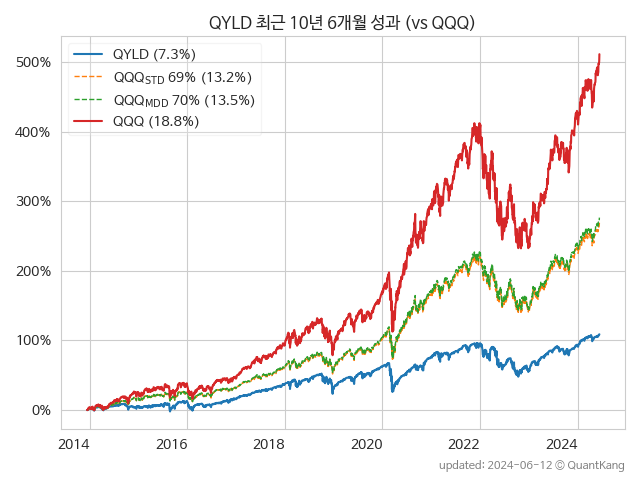 QYLD 최근 10년 6개월 성과 (vs QQQ)
QYLD (7.3%)
QQQSTD 69% (13.2%)
QQQMDD 70% (13.5%)
QQQ (18.8%)
500%
400%
300%
200%
100%
0%
2014 2016 2018 2020 2022 2024
updated: 2024-06-12 © QuantKang